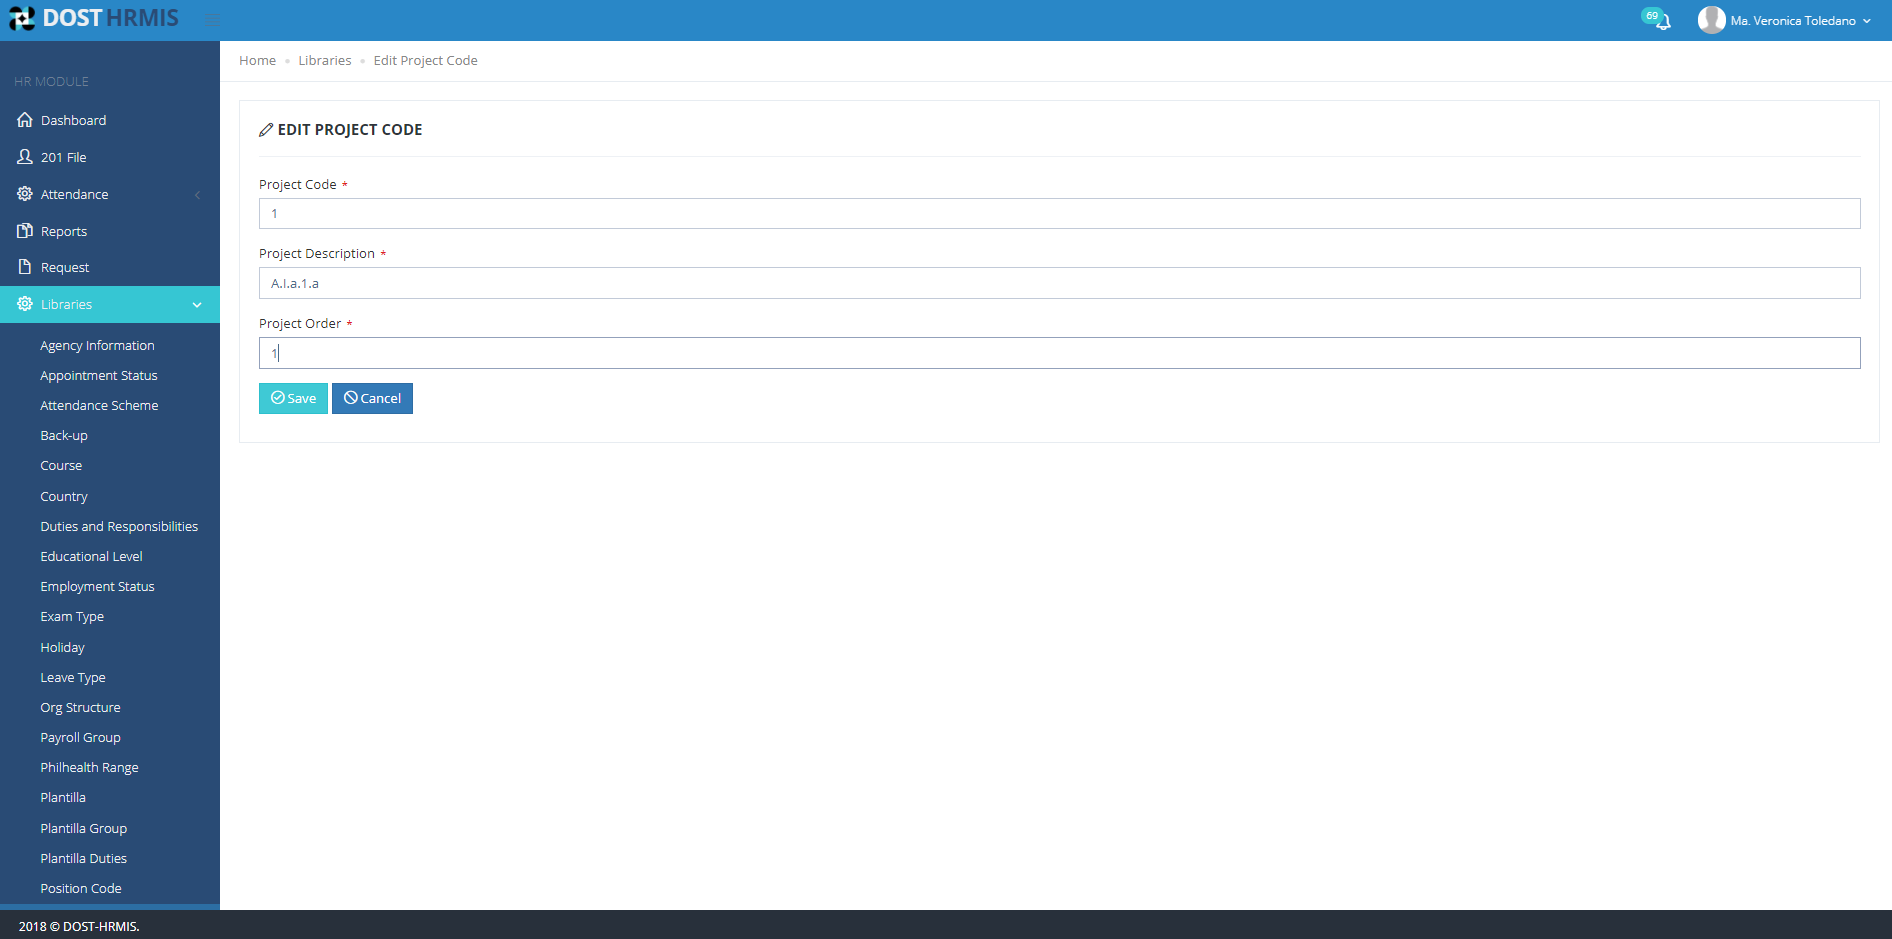 DOST HRMIS
69
Ma. Veronica Toledano
HR MODULE
Dashboard
201 File
Attendance
Reports
Request
Libraries
Agency Information
Appointment Status
Attendance Scheme
Back-up
Course
Country
Duties and Responsibilities
Educational Level
Employment Status
Exam Type
Holiday
Leave Type
Org Structure
Payroll Group
Philhealth Range
Plantilla
Plantilla Group
Plantilla Duties
Position Code
Home • Libraries • Edit Project Code
EDIT PROJECT CODE
Project Code *
1
Project Description *
A.I.a.1.a
Project Order *
1
Save Cancel
2018 © DOST-HRMIS.